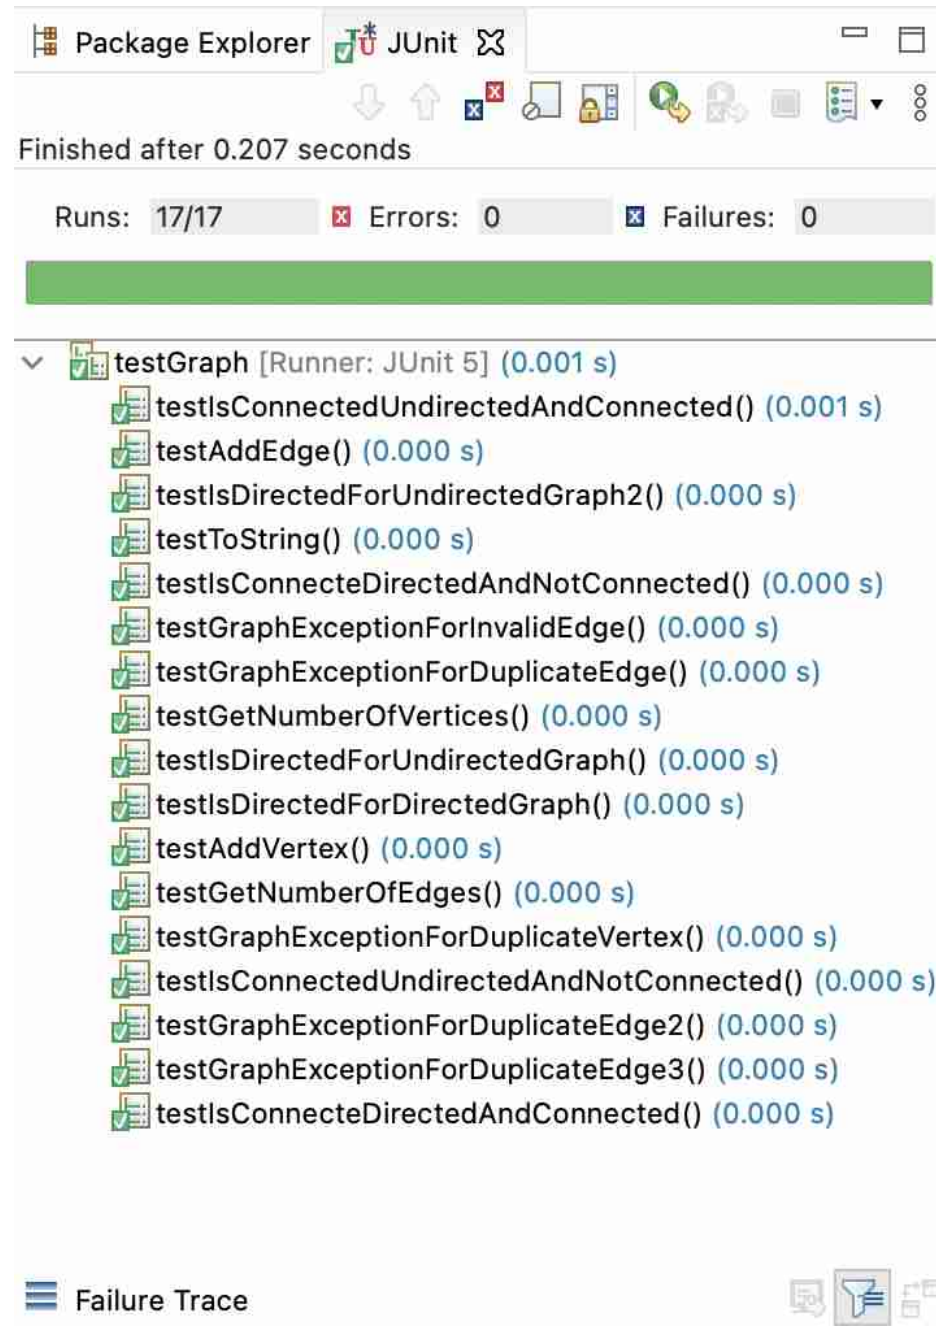 Package Explorer JUnit
Finished after 0.207 seconds
Runs: 17/17 Errors: 0 Failures: 0
testGraph [Runner: JUnit 5] (0.001 s)
testIsConnectedUndirectedAndConnected() (0.001 s)
testAddEdge() (0.000 s)
testIsDirectedForUndirectedGraph2() (0.000 s)
testToString() (0.000 s)
testIsConnecteDirectedAndNotConnected() (0.000 s)
testGraphExceptionForInvalidEdge() (0.000 s)
testGraphExceptionForDuplicateEdge() (0.000 s)
testGetNumberOfVertices() (0.000 s)
testIsDirectedForUndirectedGraph() (0.000 s)
testIsDirectedForDirectedGraph() (0.000 s)
testAddVertex() (0.000 s)
testGetNumberOfEdges() (0.000 s)
testGraphExceptionForDuplicateVertex() (0.000 s)
testIsConnectedUndirectedAndNotConnected() (0.000 s)
testGraphExceptionForDuplicateEdge2() (0.000 s)
testGraphExceptionForDuplicateEdge3() (0.000 s)
testIsConnecteDirectedAndConnected() (0.000 s)
Failure Trace